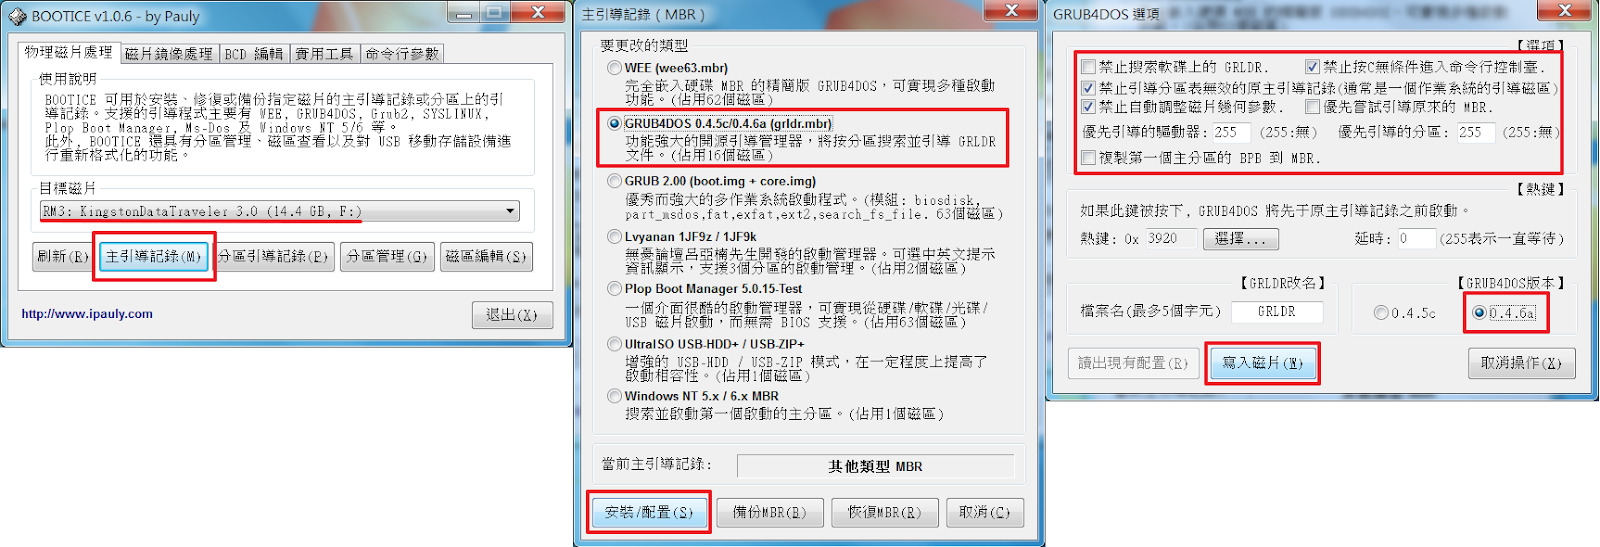 BOOTICE v1.0.6 - by Pauly
物理磁片處理 磁片鏡像處理 BCD 編輯 實用工具 命令行參數
使用說明
BOOTICE 可用於安裝、修復或備份指定磁片的主引導記錄或分區上的引
導記錄。支援的引導程式主要有 WEE, GRUB4DOS, Grub2, SYSLINUX,
Plop Boot Manager, Ms-Dos 及 Windows NT 5/6 等。
此外, BOOTICE 還具有分區管理、磁區查看以及對 USB 移動存儲設備進
行重新格式化的功能。
目標磁片
RM3: KingstonDataTraveler 3.0 (14.4 GB, F:)
刷新(R) 主引導記錄(M) 分區引導記錄(P) 分區管理(G) 磁區編輯(S)
http://www.ipauly.com
退出(X)
主引導記錄 (MBR)
要更改的類型
WEE (wee63.mbr)
完全嵌入硬碟 MBR 的精簡版 GRUB4DOS, 可實現多種啟動
功能。(佔用62個磁區)
GRUB4DOS 0.4.5c/0.4.6a (grldr.mbr)
功能強大的開源引導管理器, 將按分區搜索並引導 GRLDR
文件。(佔用16個磁區)
GRUB 2.00 (boot.img + core.img)
優秀而強大的多作業系統啟動程式。(模組: biosdisk,
part_msdos,fat,exfat,ext2,search_fs_file. 63個磁區)
Lvyanan 1JF9z / 1JF9k
無憂論壇呂亞楠先生開發的啟動管理器。可選中英文提示
資訊顯示, 支援3個分區的啟動管理。(佔用2個磁區)
Plop Boot Manager 5.0.15-Test
一個介面很酷的啟動管理器, 可實現從硬碟/軟碟/光碟/
USB 磁片啟動, 而無需 BIOS 支援。(佔用63個磁區)
UltraISO USB-HDD+ / USB-ZIP+
增強的 USB-HDD / USB-ZIP 模式, 在一定程度上提高了
啟動相容性。(佔用1個磁區)
Windows NT 5.x / 6.x MBR
搜索並啟動第一個啟動的主分區。(佔用1個磁區)
當前主引導記錄: 其他類型 MBR
安裝/配置(S) 備份MBR(B) 恢復MBR(R) 取消(C)
GRUB4DOS 選項
【選項】
禁止搜索軟碟上的 GRLDR. 禁止按C無條件進入命令行控制臺.
禁止引導分區表無效的原主引導記錄(通常是一個作業系統的引導磁區)
禁止自動調整磁片幾何參數. 優先嘗試引導原來的 MBR.
優先引導的驅動器: 255 (255:無) 優先引導的分區: 255 (255:無)
複製第一個主分區的 BPB 到 MBR.
【熱鍵】
如果此鍵被按下, GRUB4DOS 將先于原主引導記錄之前啟動。
熱鍵: 0x 3920 選擇... 延時: 0 (255表示一直等待)
【GRLDR改名】
檔案名(最多5個字元) GRLDR
【GRUB4DOS版本】
0.4.5c 0.4.6a
讀出現有配置(R) 寫入磁片(W) 取消操作(X)